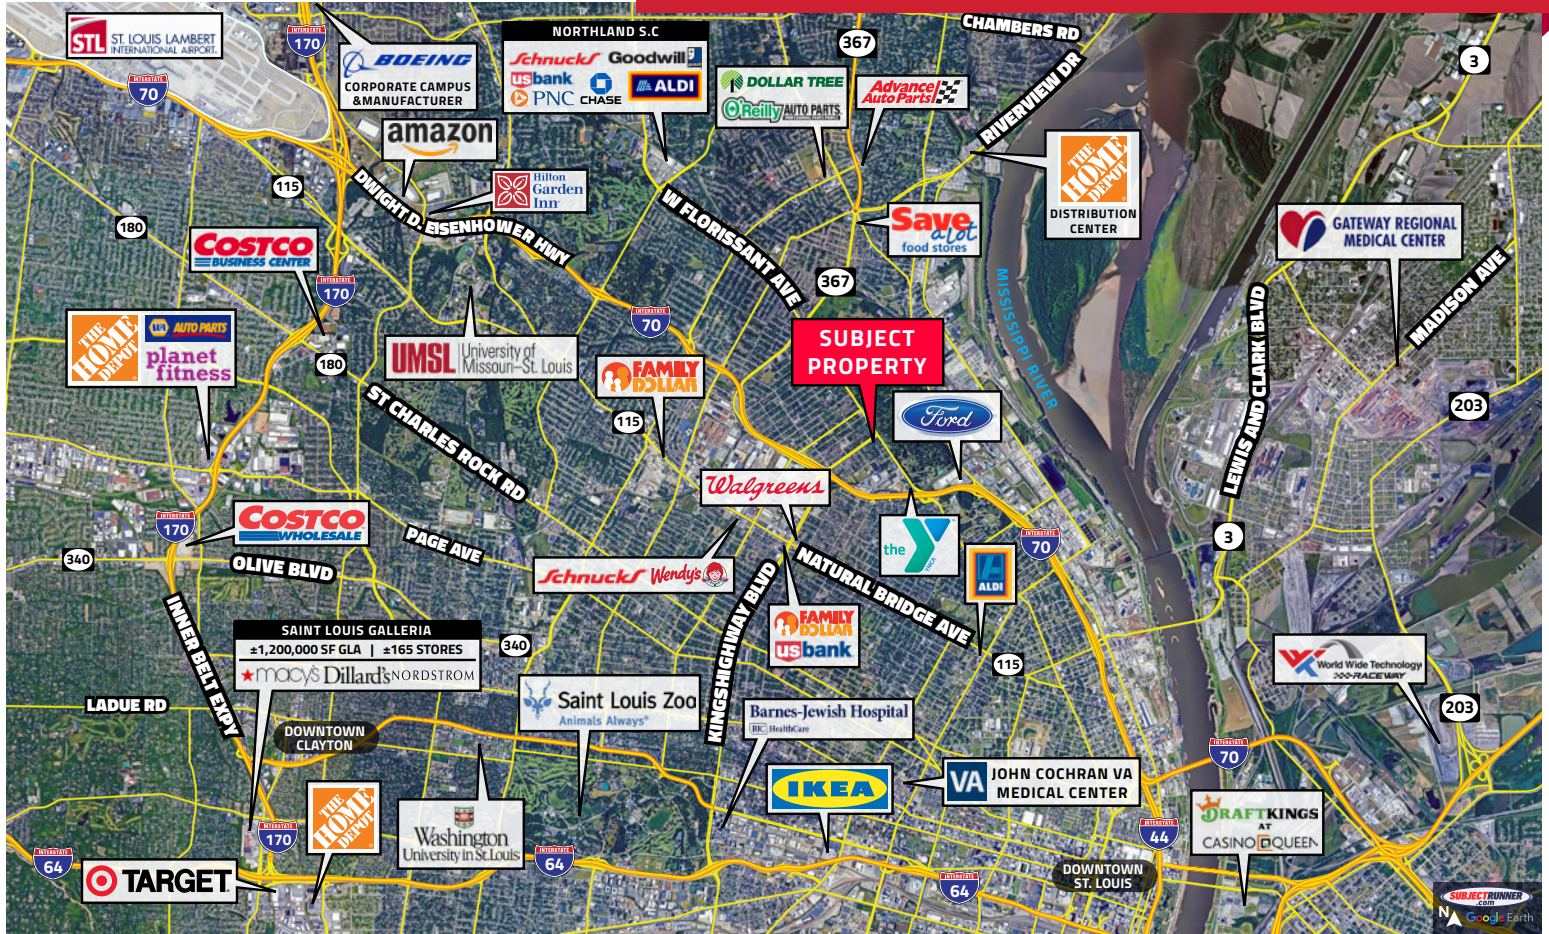 CHAMBERS RD
STL ST. LOUIS LAMBERT
INTERNATIONAL AIRPORT.
INTERSTATE
170
BOEING
CORPORATE CAMPUS
&MANUFACTURER
NORTHLAND S.C
Schnucks Goodwill
usbank
PNC CHASE ALDI
367
3
DOLLAR TREE
O'Reilly AUTO PARTS
Advance
Auto Parts
RIVERVIEW DR
INTERSTATE
70
amazon
THE
HOME
DEPOT
DISTRIBUTION
CENTER
115
DWIGHT D. EISENHOWER HWY
Hilton
Garden
Inn
W FLORISSANT AVE
180
Save
a lot
food stores
GATEWAY REGIONAL
MEDICAL CENTER
COSTCO
BUSINESS CENTER
MADISON AVE
INTERSTATE
170
367
MISSISSIPPI RIVER
LEWIS AND CLARK BLVD
INTERSTATE
70
THE
HOME
DEPOT
NAPA AUTO PARTS
planet
fitness
180
UMSL University of
Missouri–St. Louis
FAMILY
DOLLAR
SUBJECT
PROPERTY
115
Ford
203
ST CHARLES ROCK RD
Walgreens
INTERSTATE
170
COSTCO
WHOLESALE
PAGE AVE
the Y
YMCA
INTERSTATE
70
3
340
OLIVE BLVD
Schnucks Wendy's
NATURAL BRIDGE AVE
ALDI
KINGSHIGHWAY BLVD
INNER BELT EXPY
SAINT LOUIS GALLERIA
±1,200,000 SF GLA | ±165 STORES
macy's Dillard's NORDSTROM
340
FAMILY
DOLLAR
usbank
115
World Wide Technology
RACEWAY
LADUE RD
Saint Louis Zoo
Animals Always®
Barnes-Jewish Hospital
BJC HealthCare
203
DOWNTOWN
CLAYTON
INTERSTATE
70
IKEA
VA JOHN COCHRAN VA
MEDICAL CENTER
THE
HOME
DEPOT
INTERSTATE
170
Washington
University in St. Louis
INTERSTATE
44
DRAFTKINGS
AT
CASINO QUEEN
INTERSTATE
64
TARGET
INTERSTATE
64
INTERSTATE
64
DOWNTOWN
ST. LOUIS
SUBJECTRUNNER
.com
N Google Earth